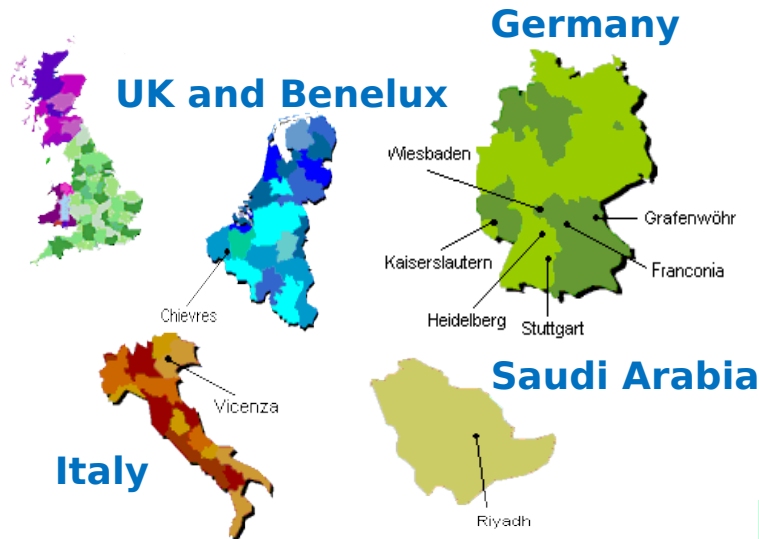 Germany
UK and Benelux
Wiesbaden
Grafenwöhr
Kaiserslautern
Franconia
Chievres
Heidelberg
Stuttgart
Saudi Arabia
Vicenza
Italy
Riyadh